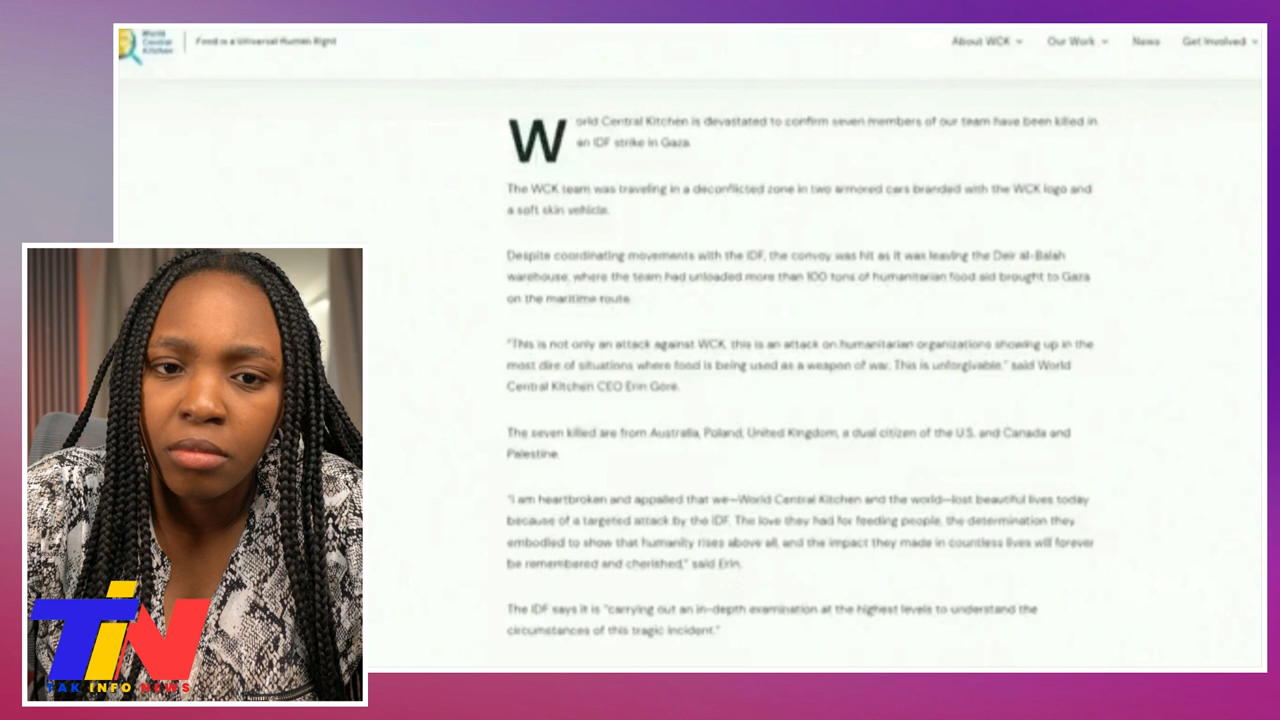 World
Central
Kitchen
Food is a Universal Human Right
About WCK
Our Work
News
Get Involved
World Central Kitchen is devastated to confirm seven members of our team have been killed in
an IDF strike in Gaza.
The WCK team was traveling in a deconflicted zone in two armored cars branded with the WCK logo and
a soft skin vehicle.
Despite coordinating movements with the IDF, the convoy was hit as it was leaving the Deir al-Balah
warehouse, where the team had unloaded more than 100 tons of humanitarian food aid brought to Gaza
on the maritime route.
"This is not only an attack against WCK, this is an attack on humanitarian organizations showing up in the
most dire of situations where food is being used as a weapon of war. This is unforgivable," said World
Central Kitchen CEO Erin Gore.
The seven killed are from Australia, Poland, United Kingdom, a dual citizen of the U.S. and Canada and
Palestine.
"I am heartbroken and appalled that we—World Central Kitchen and the world—lost beautiful lives today
because of a targeted attack by the IDF. The love they had for feeding people, the determination they
embodied to show that humanity rises above all, and the impact they made in countless lives will forever
be remembered and cherished," said Erin.
The IDF says it is "carrying out an in-depth examination at the highest levels to understand the
circumstances of this tragic incident."
TIN
TAK INFO NEWS